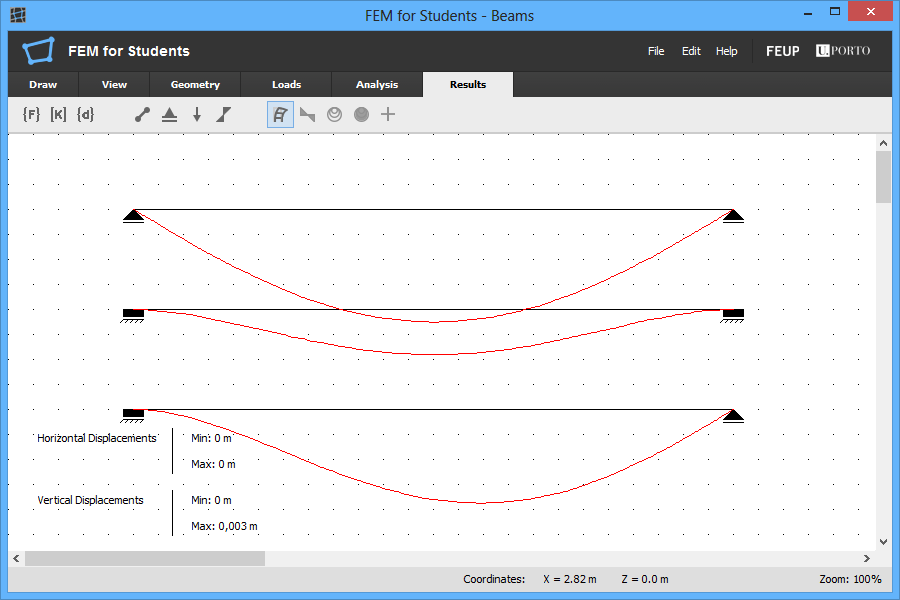 FEM for Students - Beams
FEM for Students
File Edit Help FEUP U.PORTO
Draw View Geometry Loads Analysis Results
{F} [K] {d}
Horizontal Displacements
Min: 0 m
Max: 0 m
Vertical Displacements
Min: 0 m
Max: 0,003 m
Coordinates: X = 2.82 m Z = 0.0 m Zoom: 100%